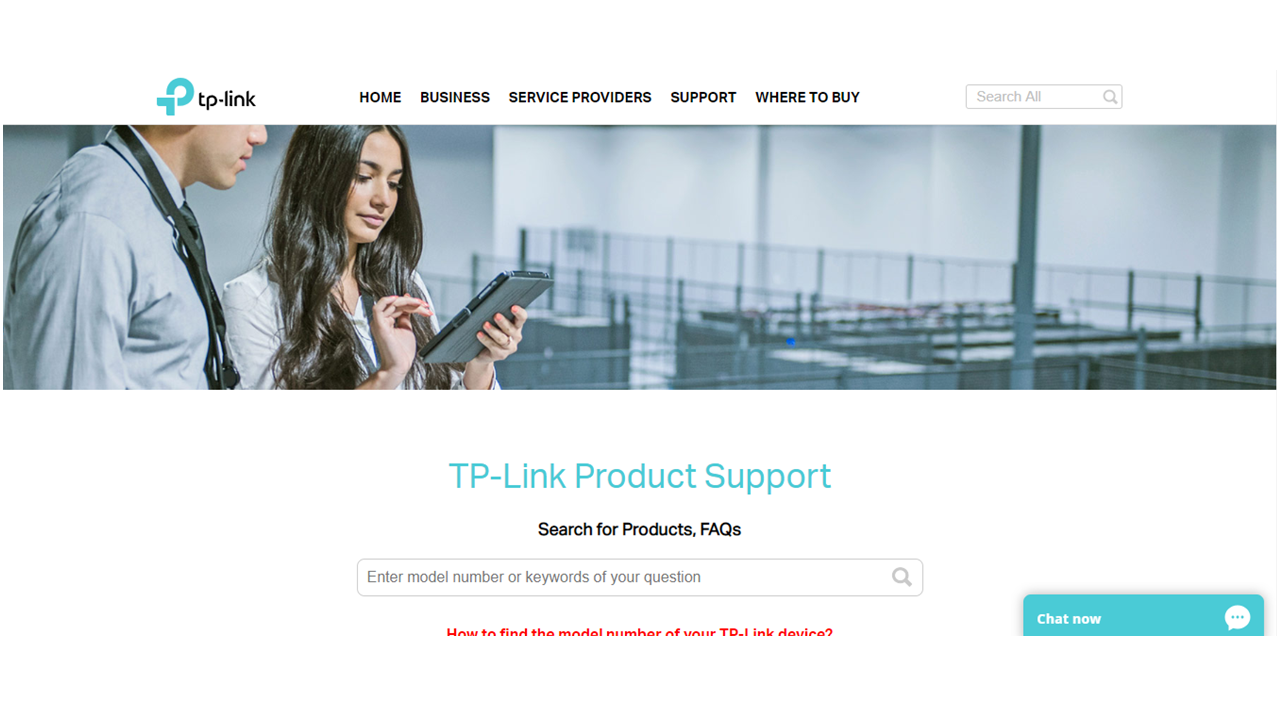 tp-link
HOME BUSINESS SERVICE PROVIDERS SUPPORT WHERE TO BUY
Search All
TP-Link Product Support
Search for Products, FAQs
Enter model number or keywords of your question
How to find the model number of your TP-Link device?
Chat now